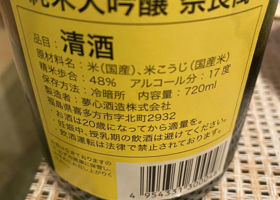 純米大吟醸 奈良萬
品目：清酒
原材料名：米(国産)、米こうじ(国産米)
精米歩合：48% アルコール分：17度
保存方法：冷暗所 内容量：720ml
製造者：夢心酒造株式会社
福島県喜多方市字北町2932
お酒は20歳になってから適量を。
妊娠中、授乳期の飲酒は避けてください。
飲酒運転は法律で禁止されています。